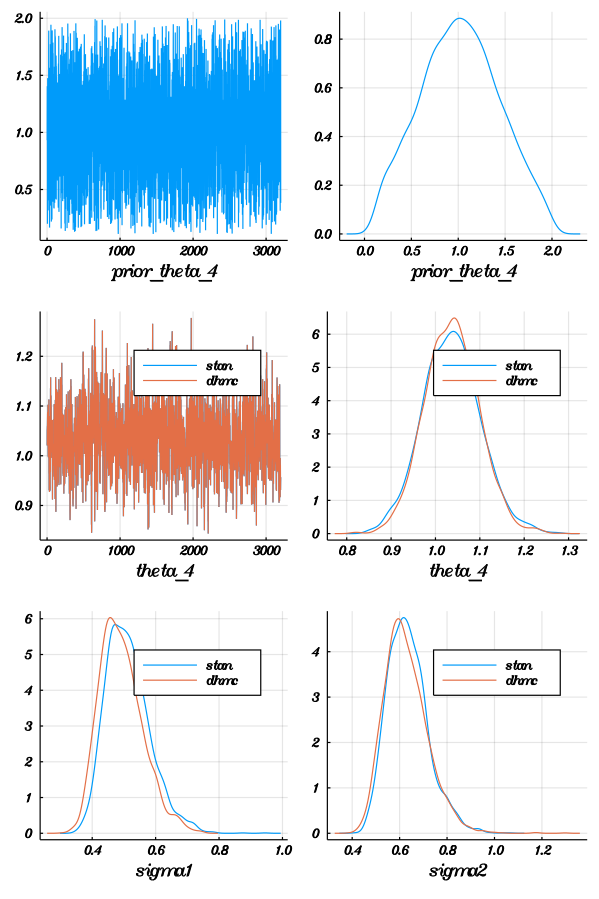 2.0
1.5
1.0
0.5
0 1000 2000 3000
prior_theta_4
0.8
0.6
0.4
0.2
0.0
0.0 0.5 1.0 1.5 2.0
prior_theta_4
1.2
1.1
1.0
0.9
stan
dhmc
0 1000 2000 3000
theta_4
6
5
4
3
2
1
0
stan
dhmc
0.8 0.9 1.0 1.1 1.2 1.3
theta_4
6
5
4
3
2
1
0
stan
dhmc
0.4 0.6 0.8 1.0
sigma1
4
3
2
1
0
stan
dhmc
0.4 0.6 0.8 1.0 1.2
sigma2